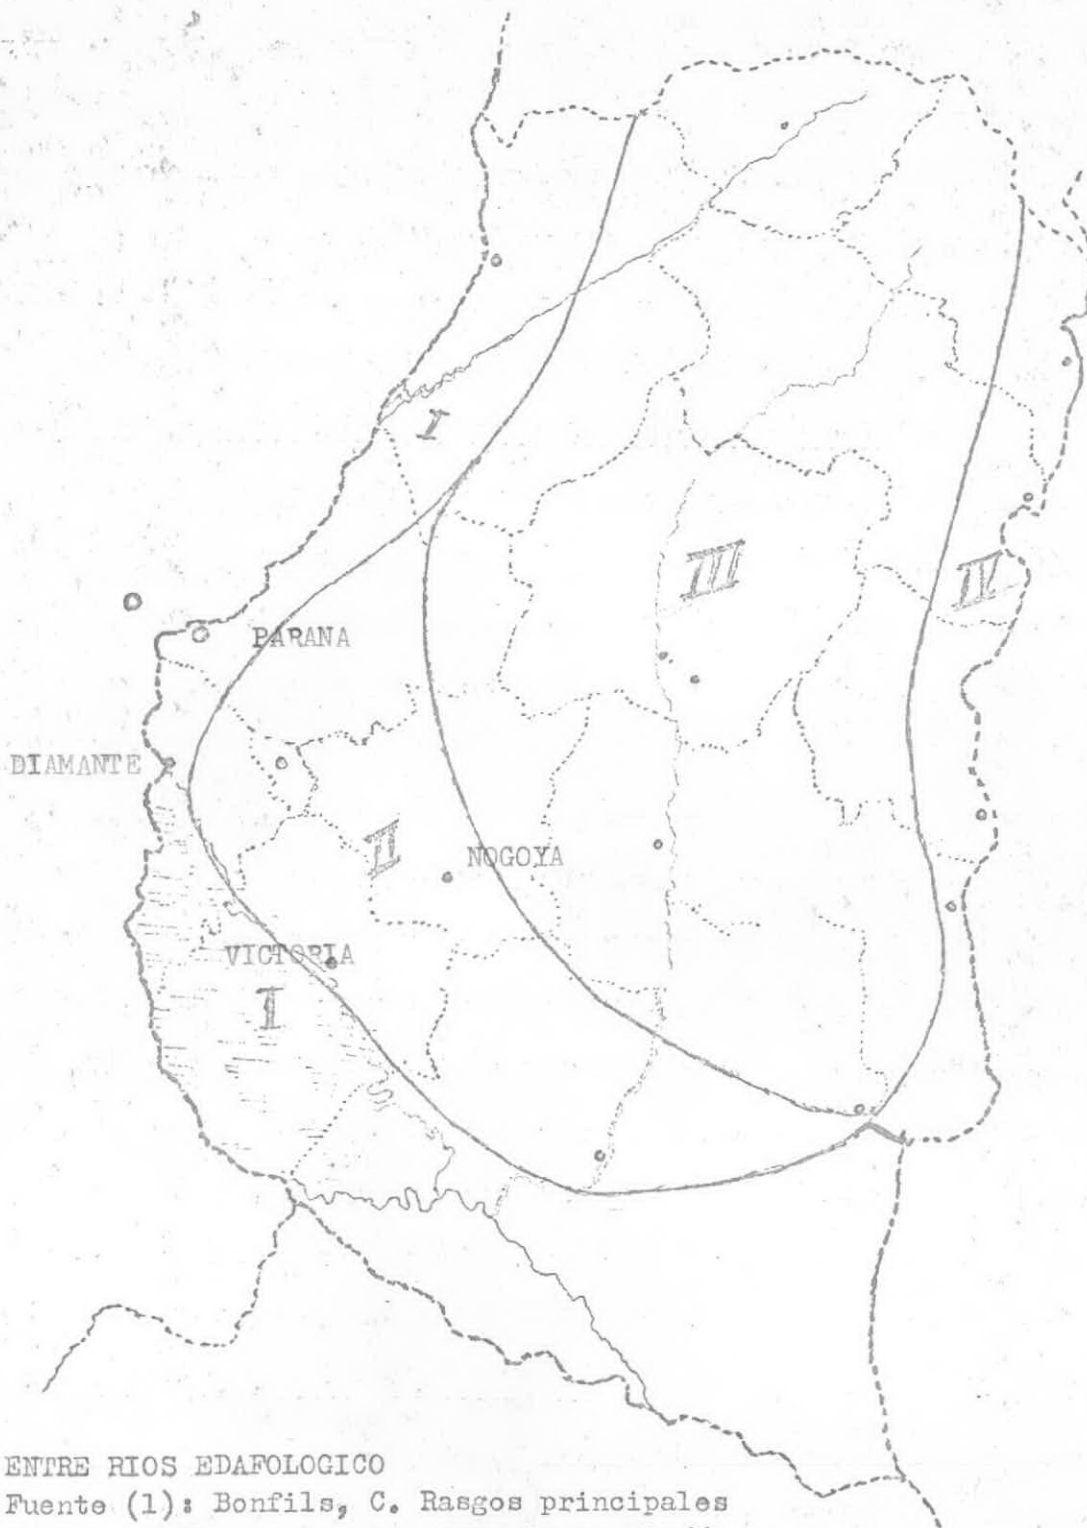 I
III
IV
PARANA
DIAMANTE
II
NOGOYA
VICTORIA
I
ENTRE RIOS EDAFOLOGICO
Fuente (1): Bonfils, C. Rasgos principales